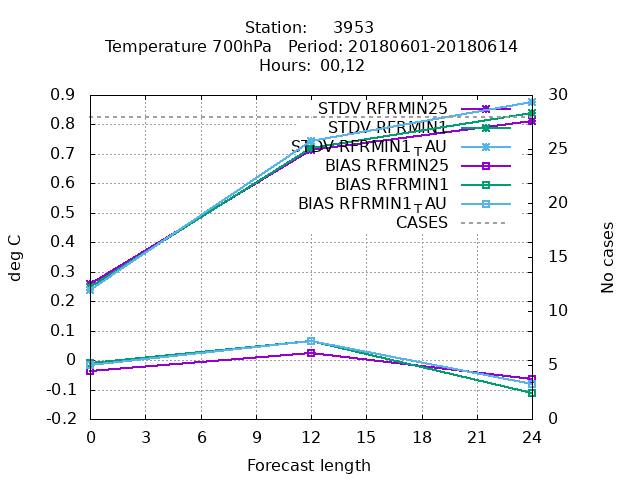 Station: 3953
Temperature 700hPa Period: 20180601-20180614
Hours: 00,12
0.9
0.8
0.7
0.6
0.5
0.4
0.3
0.2
0.1
0
-0.1
-0.2
deg C
STDV RFRMIN25
STDV RFRMIN1
STDV RFRMIN1TAU
BIAS RFRMIN25
BIAS RFRMIN1
BIAS RFRMIN1TAU
CASES
30
25
20
15
10
5
0
No cases
0 3 6 9 12 15 18 21 24
Forecast length